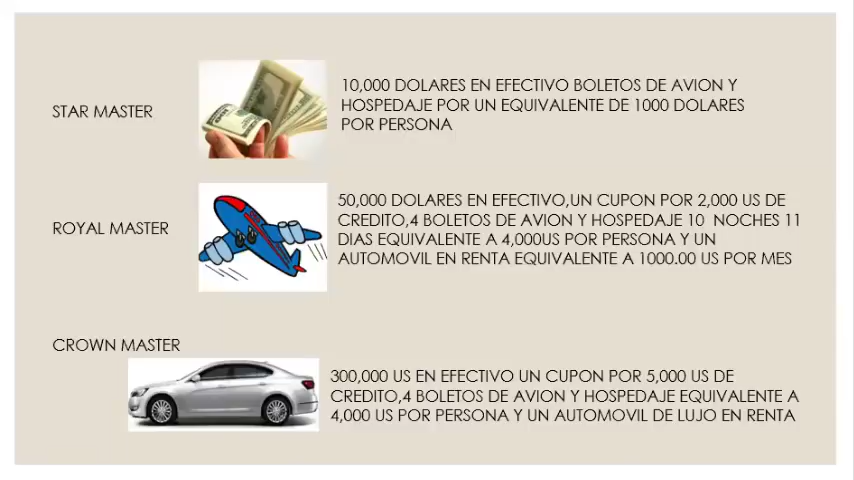 STAR MASTER
10,000 DOLARES EN EFECTIVO BOLETOS DE AVION Y
HOSPEDAJE POR UN EQUIVALENTE DE 1000 DOLARES
POR PERSONA
ROYAL MASTER
50,000 DOLARES EN EFECTIVO,UN CUPON POR 2,000 US DE
CREDITO,4 BOLETOS DE AVION Y HOSPEDAJE 10 NOCHES 11
DIAS EQUIVALENTE A 4,000US POR PERSONA Y UN
AUTOMOVIL EN RENTA EQUIVALENTE A 1000.00 US POR MES
CROWN MASTER
300,000 US EN EFECTIVO UN CUPON POR 5,000 US DE
CREDITO,4 BOLETOS DE AVION Y HOSPEDAJE EQUIVALENTE A
4,000 US POR PERSONA Y UN AUTOMOVIL DE LUJO EN RENTA